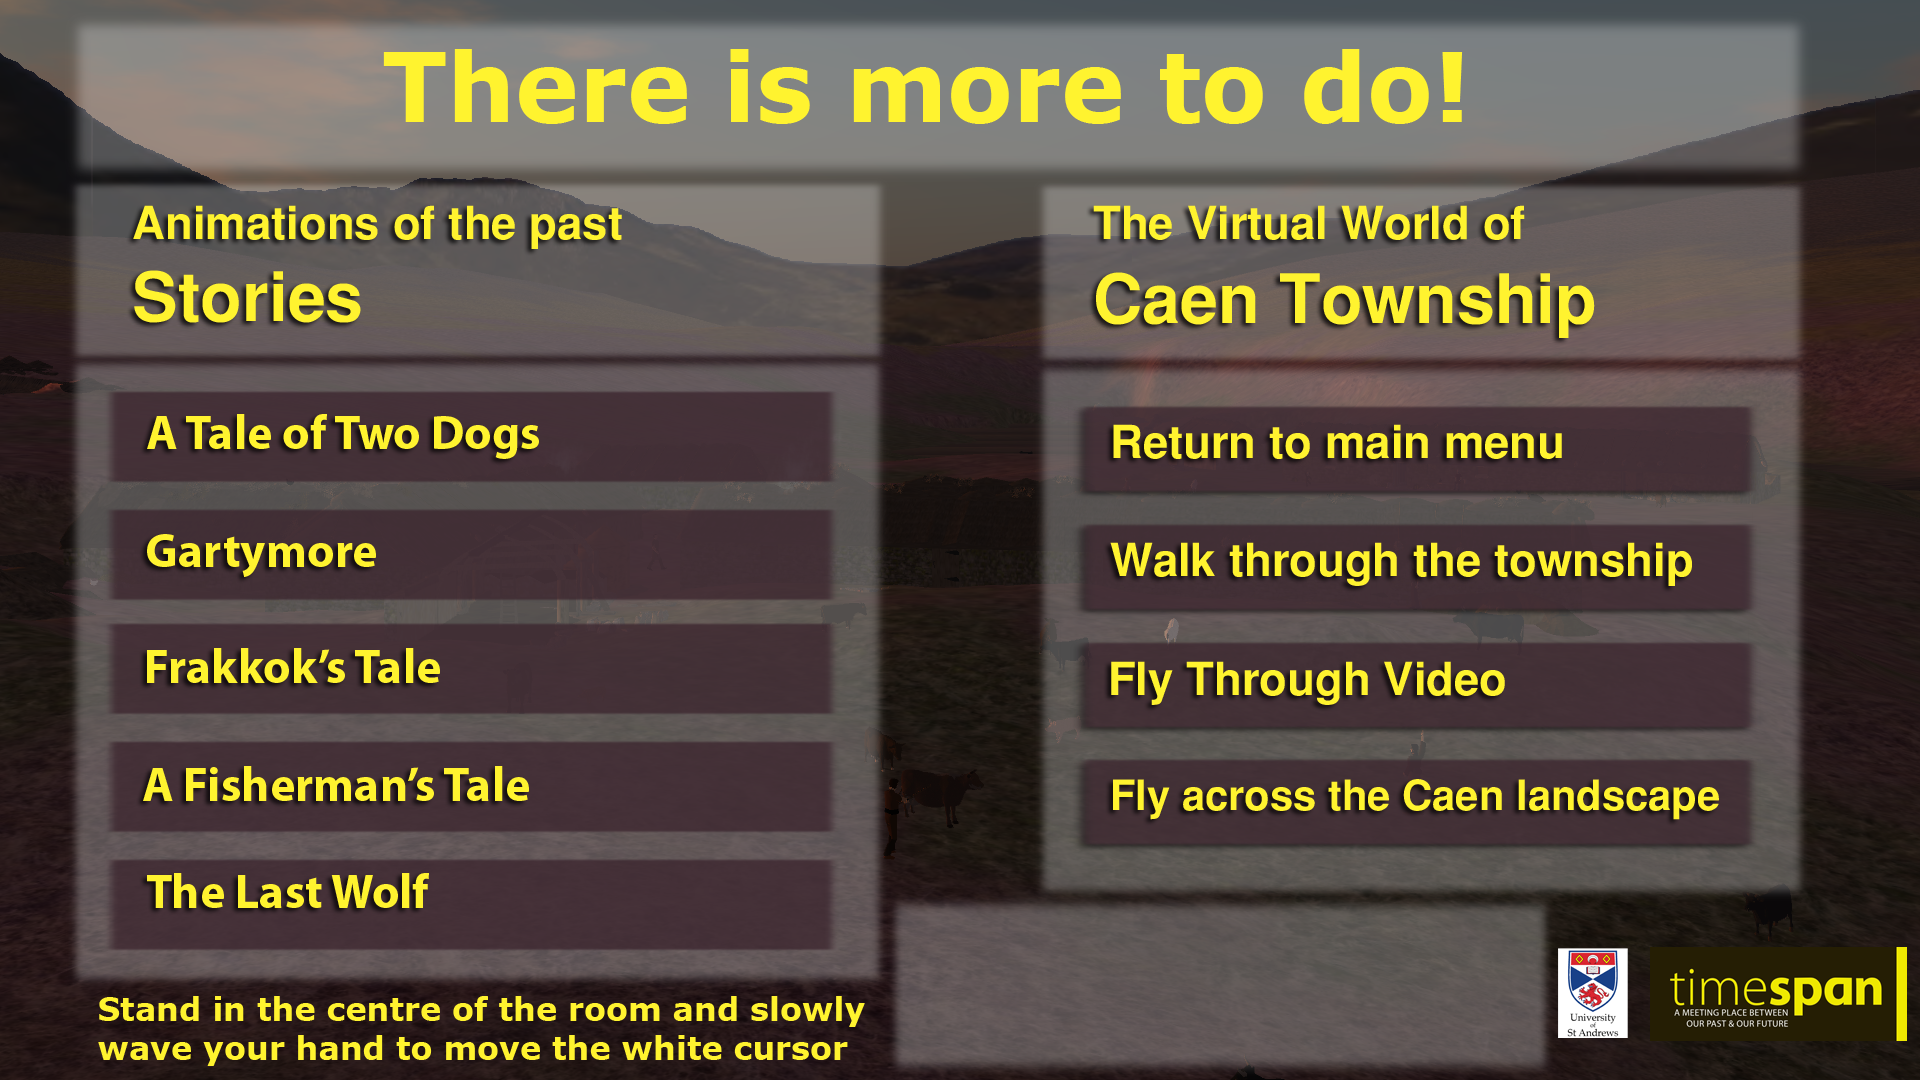 There is more to do!
Animations of the past
Stories
A Tale of Two Dogs
Gartymore
Frakkok’s Tale
A Fisherman’s Tale
The Last Wolf
Stand in the centre of the room and slowly
wave your hand to move the white cursor
The Virtual World of
Caen Township
Return to main menu
Walk through the township
Fly Through Video
Fly across the Caen landscape
University
of
St Andrews
timespan
A MEETING PLACE BETWEEN
OUR PAST & OUR FUTURE